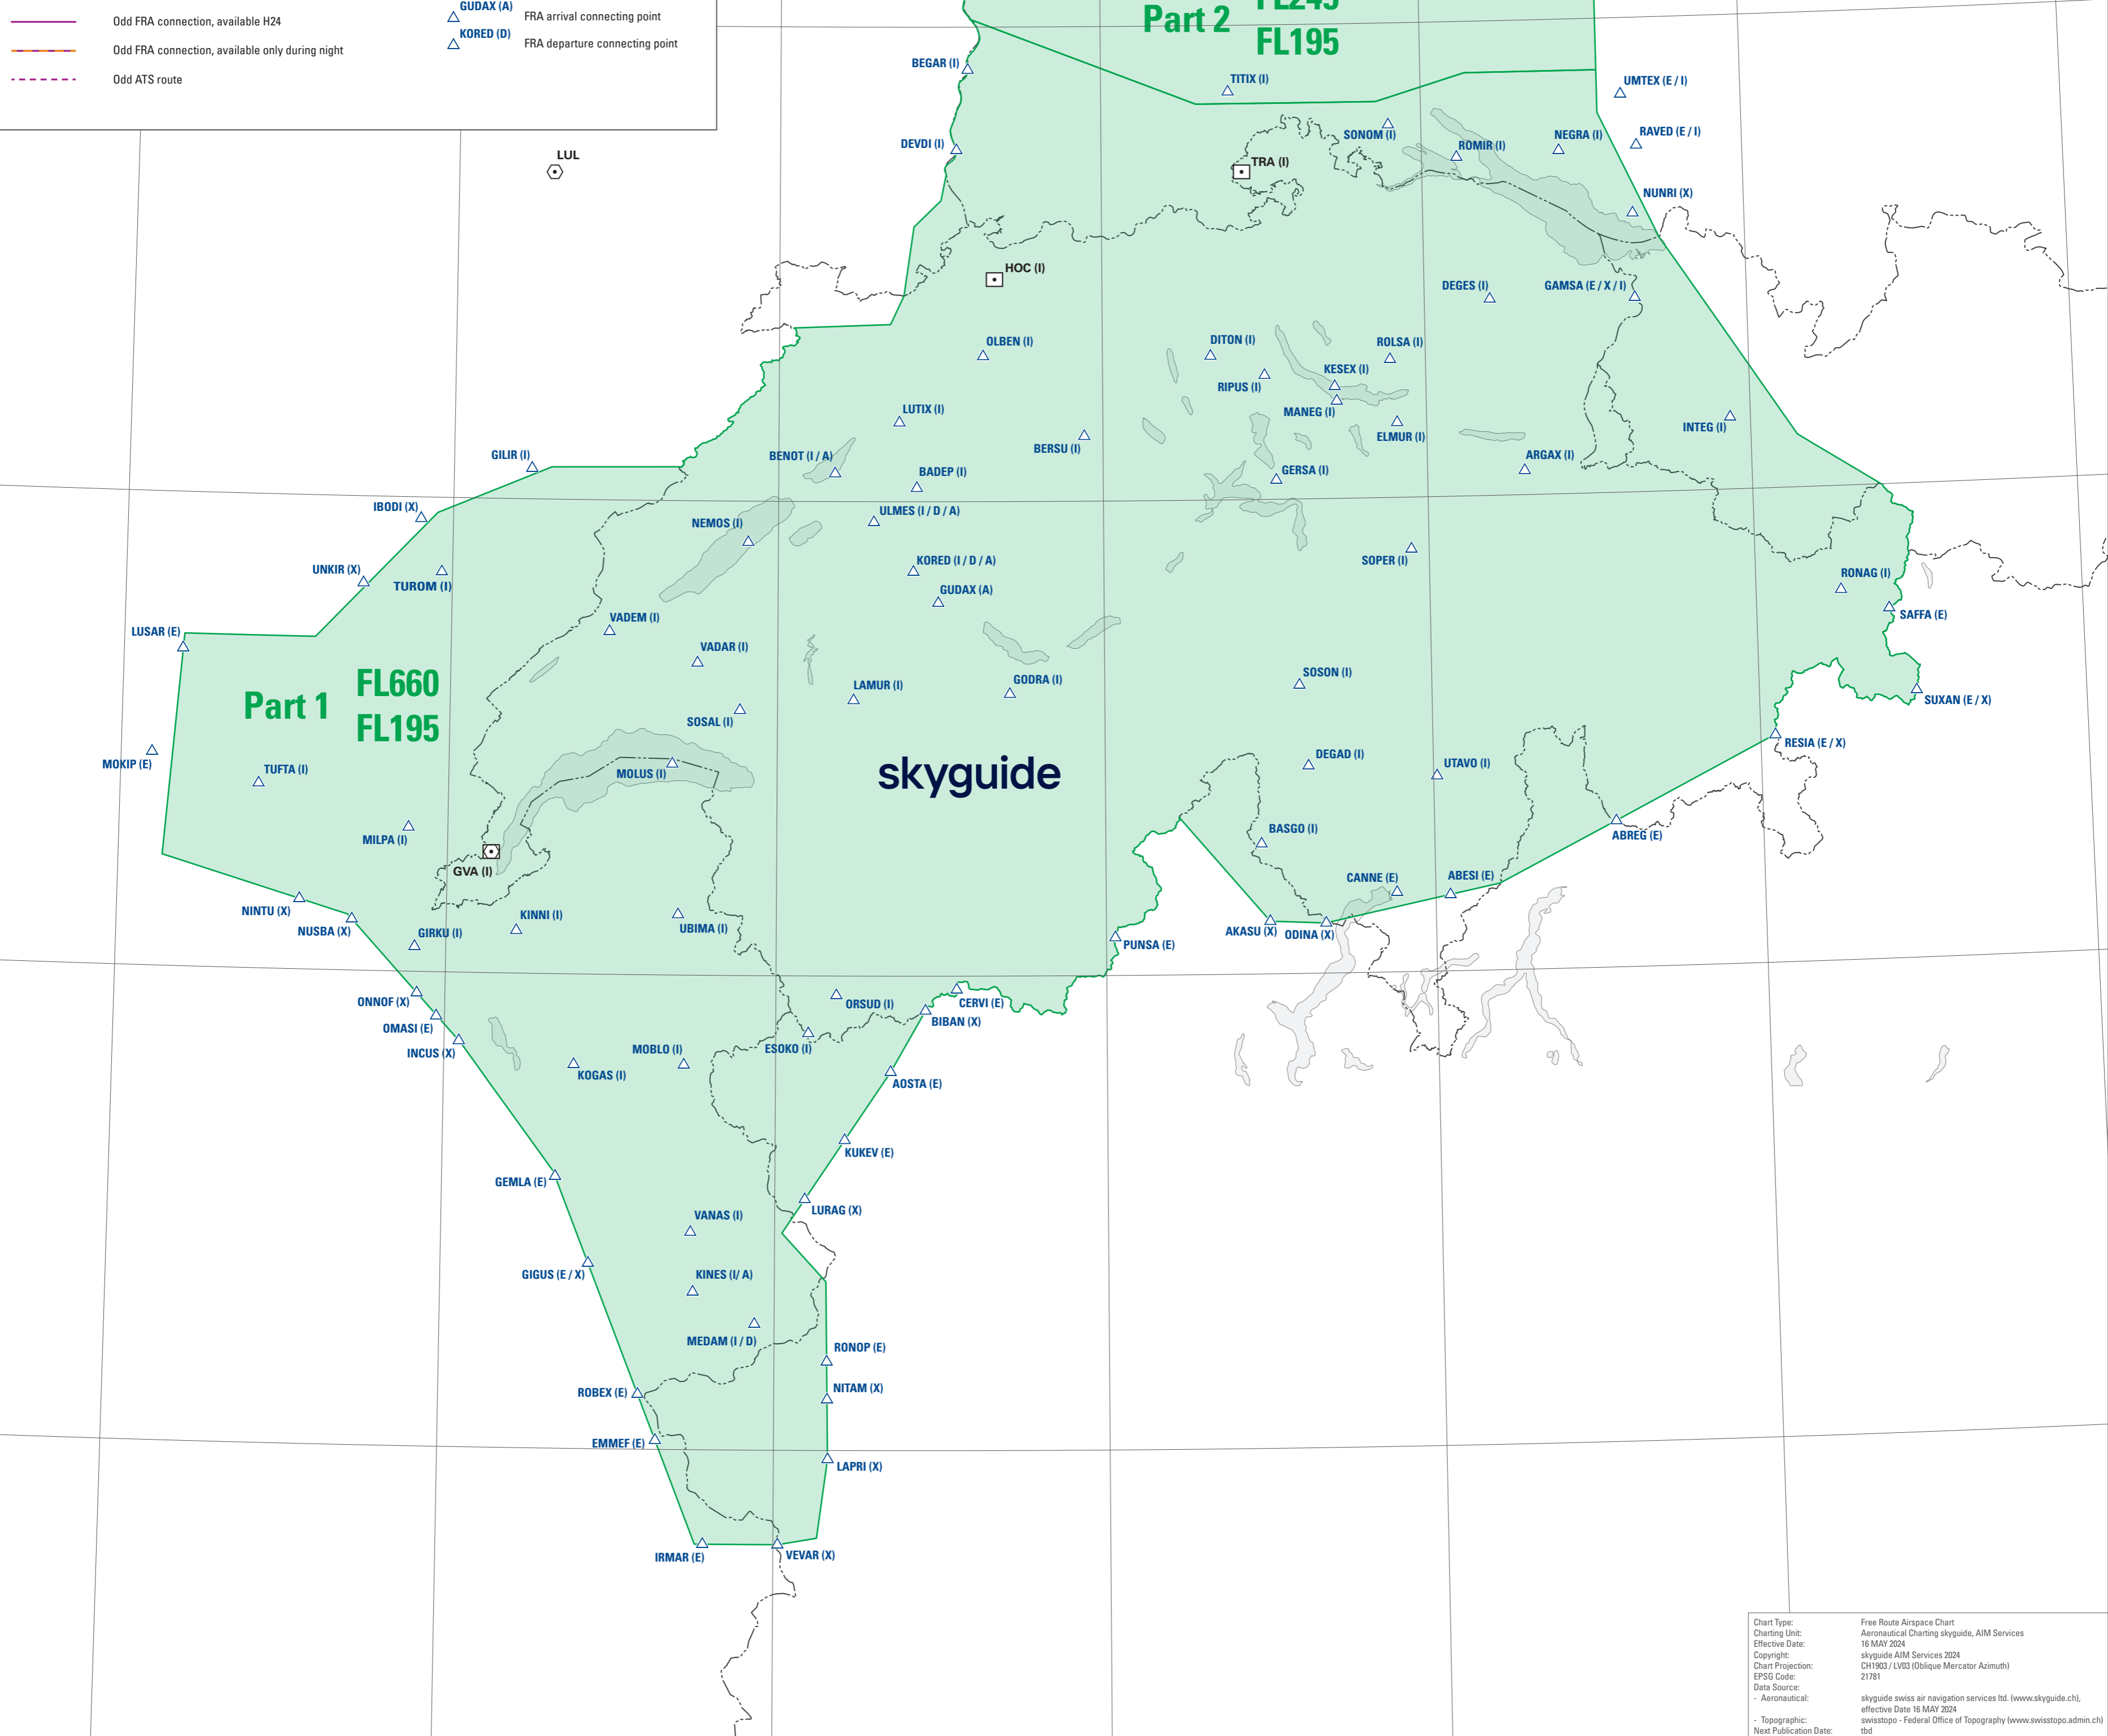 Odd FRA connection, available H24
Odd FRA connection, available only during night
Odd ATS route
GUDAX (A)
FRA arrival connecting point
KORED (D)
FRA departure connecting point
Part 2
FL245
FL195
BEGAR (I)
TITIX (I)
UMTEX (E / I)
DEVDI (I)
SONOM (I)
ROMIR (I)
NEGRA (I)
RAVED (E / I)
LUL
TRA (I)
NUNRI (X)
HOC (I)
DEGES (I)
GAMSA (E / X / I)
OLBEN (I)
DITON (I)
ROLSA (I)
RIPUS (I)
KESEX (I)
LUTIX (I)
MANEG (I)
ELMUR (I)
INTEG (I)
BERSU (I)
GILIR (I)
BENOT (I / A)
BADEP (I)
GERSA (I)
ARGAX (I)
IBODI (X)
NEMOS (I)
ULMES (I / D / A)
UNKIR (X)
TUROM (I)
KORED (I / D / A)
SOPER (I)
RONAG (I)
GUDAX (A)
SAFFA (E)
LUSAR (E)
VADEM (I)
VADAR (I)
Part 1
FL660
FL195
LAMUR (I)
GODRA (I)
SOSON (I)
SUXAN (E / X)
SOSAL (I)
RESIA (E / X)
MOKIP (E)
TUFTA (I)
MOLUS (I)
skyguide
DEGAD (I)
UTAVO (I)
MILPA (I)
BASGO (I)
ABREG (E)
GVA (I)
CANNE (E)
ABESI (E)
NINTU (X)
NUSBA (X)
GIRKU (I)
KINNI (I)
UBIMA (I)
PUNSA (E)
AKASU (X)
ODINA (X)
ONNOF (X)
ORSUD (I)
CERVI (E)
OMASI (E)
BIBAN (X)
INCUS (X)
MOBLO (I)
ESOKO (I)
KOGAS (I)
AOSTA (E)
KUKEV (E)
GEMLA (E)
LURAG (X)
VANAS (I)
GIGUS (E / X)
KINES (I/ A)
MEDAM (I / D)
RONOP (E)
ROBEX (E)
NITAM (X)
EMMEF (E)
LAPRI (X)
IRMAR (E)
VEVAR (X)
Chart Type: Free Route Airspace Chart
Charting Unit: Aeronautical Charting skyguide, AIM Services
Effective Date: 16 MAY 2024
Copyright: skyguide AIM Services 2024
Chart Projection: CH1903 / LV03 (Oblique Mercator Azimuth)
EPSG Code: 21781
Data Source:
- Aeronautical: skyguide swiss air navigation services ltd. (www.skyguide.ch),
effective Date 16 MAY 2024
- Topographic: swisstopo - Federal Office of Topography (www.swisstopo.admin.ch)
Next Publication Date: tbd